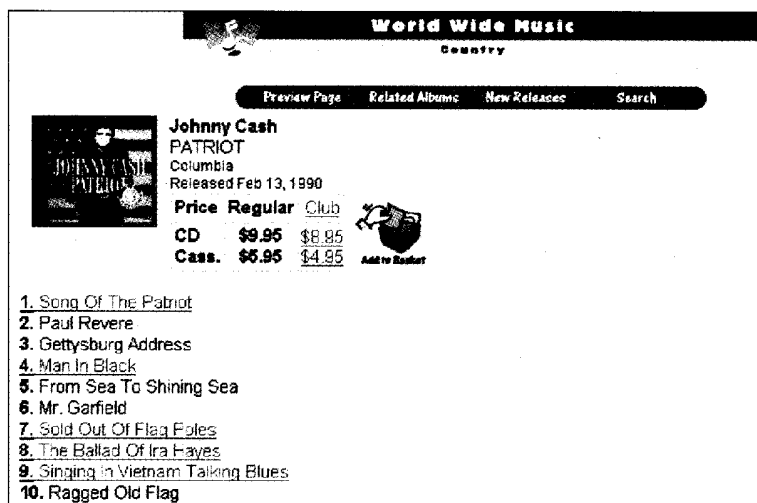 World Wide Music
Country
Preview Page Related Albums New Releases Search
JOHNNY CASH
PATRIOT
Johnny Cash
PATRIOT
Columbia
Released Feb 13, 1990
Price Regular Club
CD $9.95 $8.95
Cass. $5.95 $4.95
Add to Basket
1. Song Of The Patriot
2. Paul Revere
3. Gettysburg Address
4. Man In Black
5. From Sea To Shining Sea
6. Mr. Garfield
7. Sold Out Of Flag Poles
8. The Ballad Of Ira Hayes
9. Singing In Vietnam Talking Blues
10. Ragged Old Flag